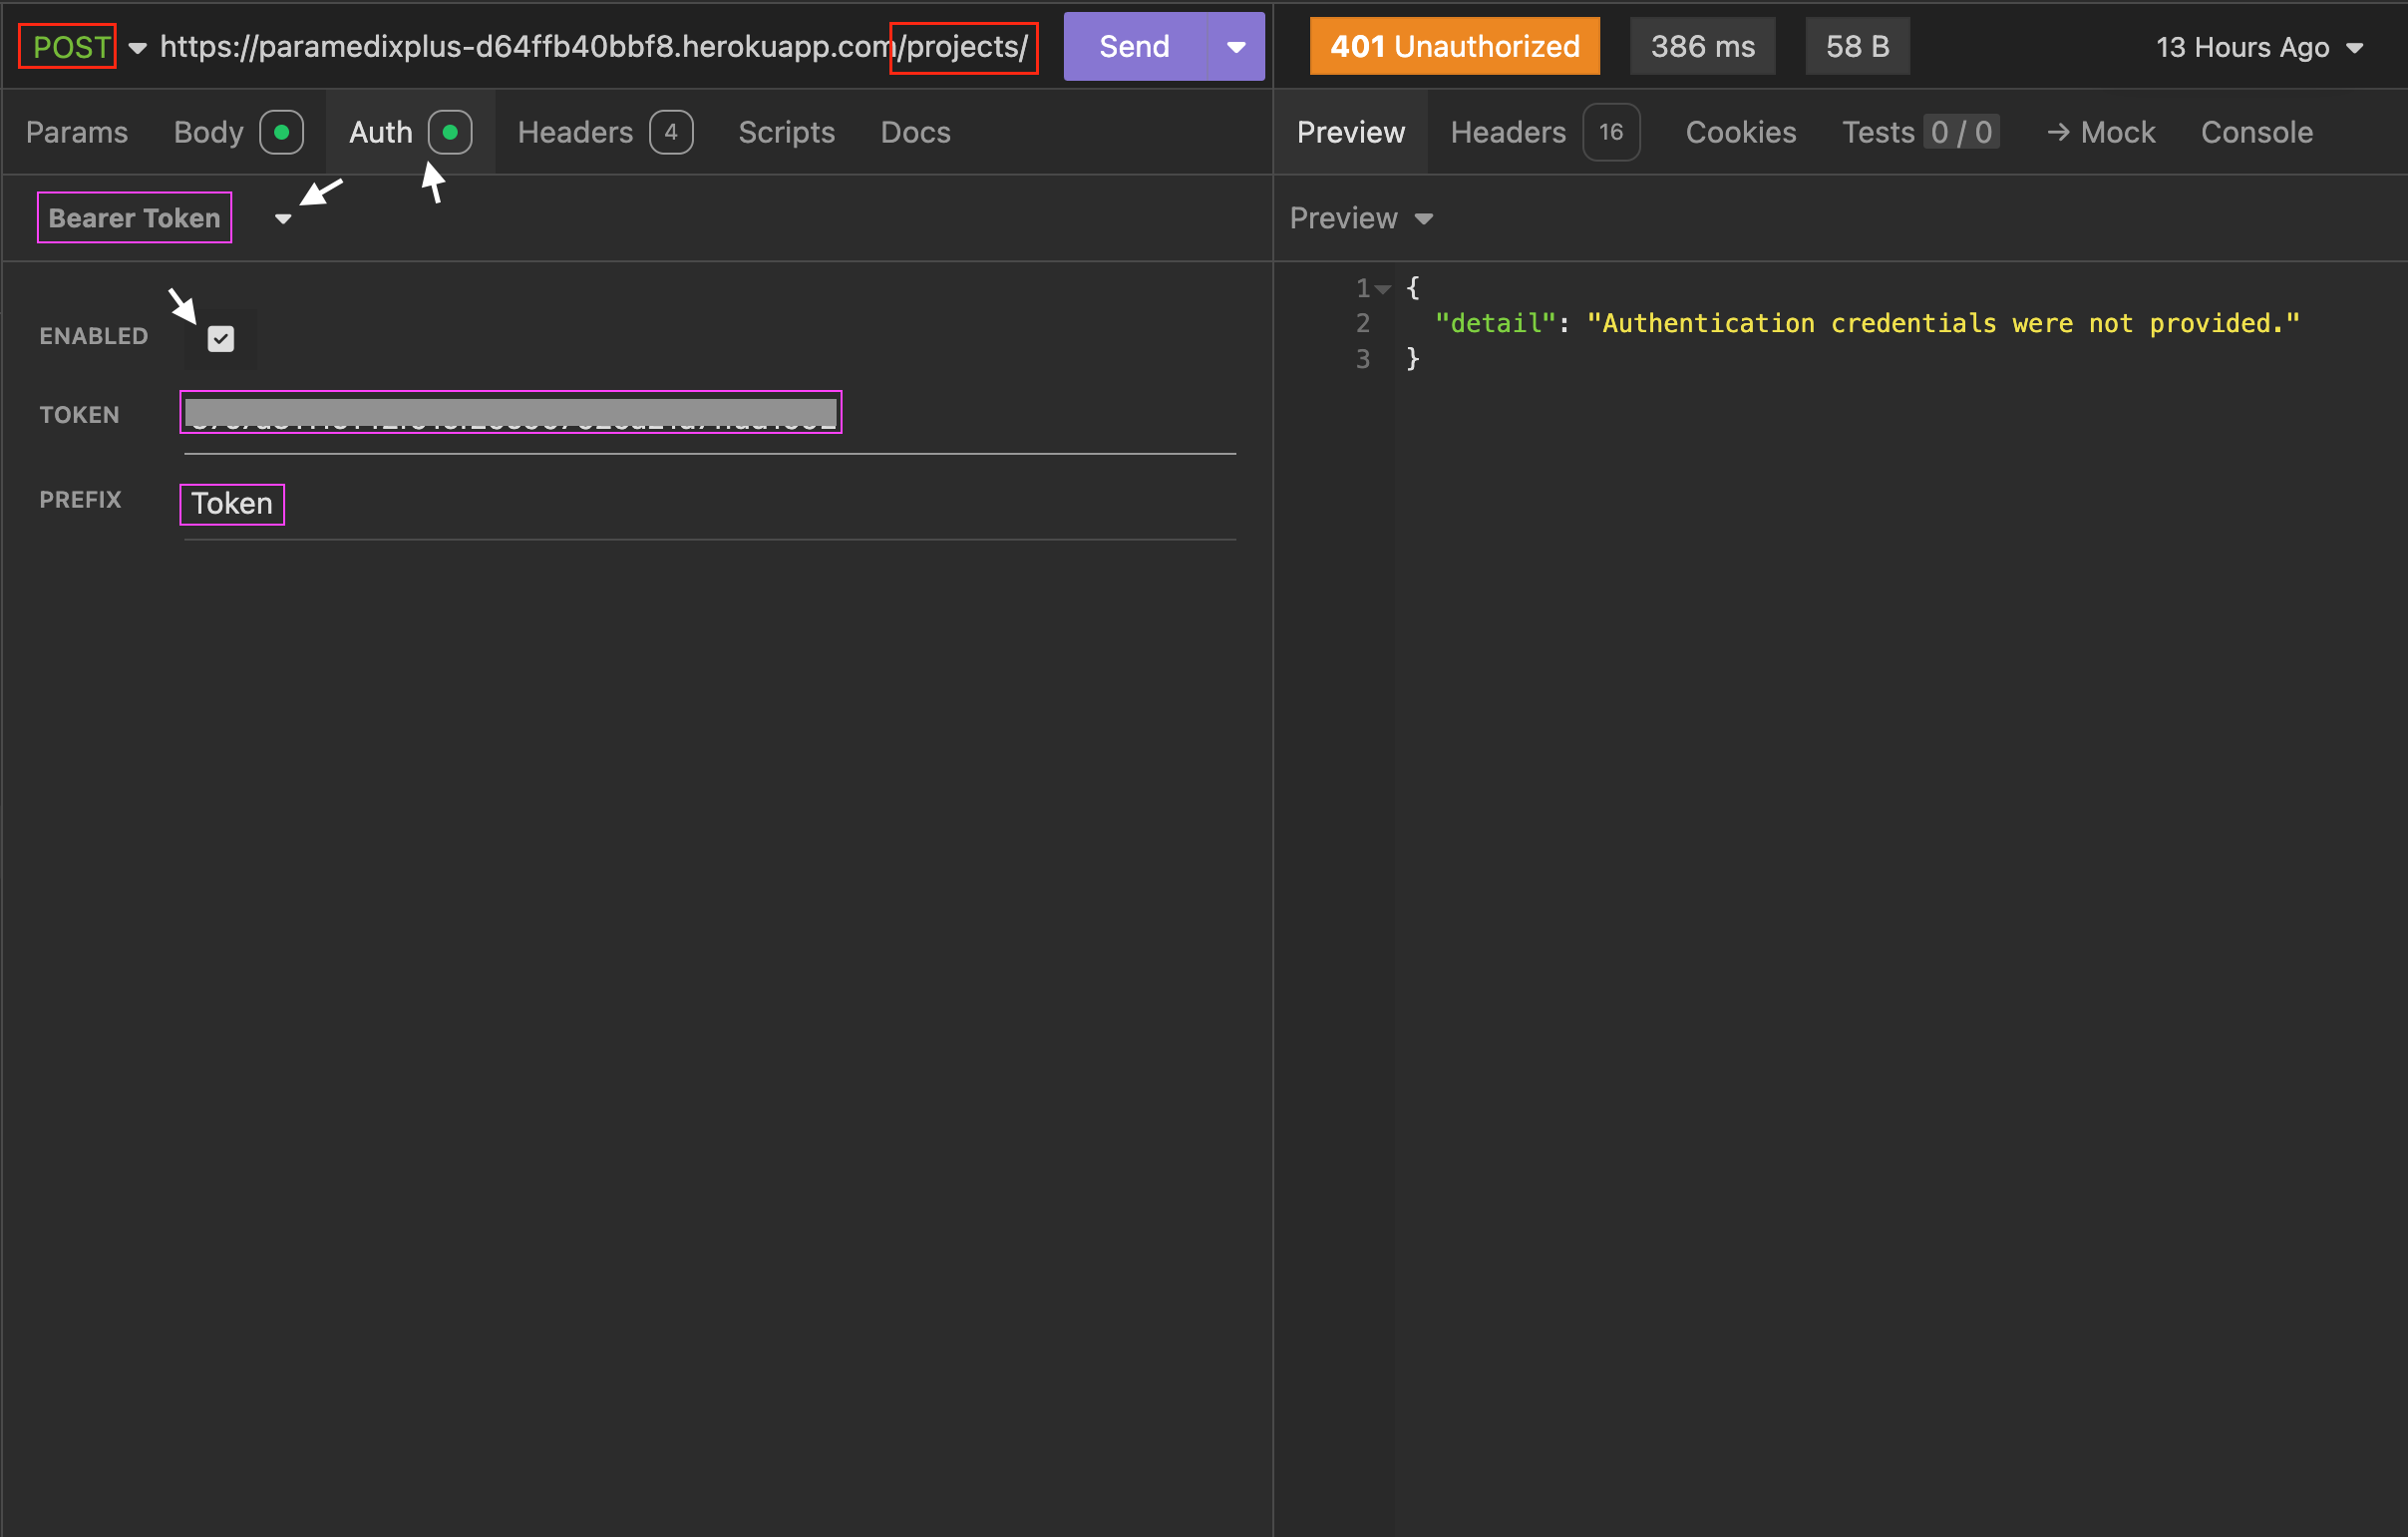 POST https://paramedixplus-d64ffb40bbf8.herokuapp.com/projects/ Send
401 Unauthorized 386 ms 58 B 13 Hours Ago
Params Body Auth Headers 4 Scripts Docs
Preview Headers 16 Cookies Tests 0 / 0 → Mock Console
Bearer Token
Preview
ENABLED
TOKEN
PREFIX Token
1 {
2 "detail": "Authentication credentials were not provided."
3 }